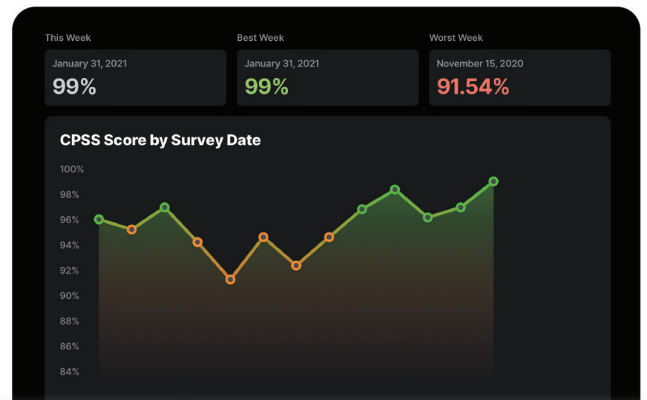 This Week
January 31, 2021
99%
Best Week
January 31, 2021
99%
Worst Week
November 15, 2020
91.54%
CPSS Score by Survey Date
100%
98%
96%
94%
92%
90%
88%
86%
84%